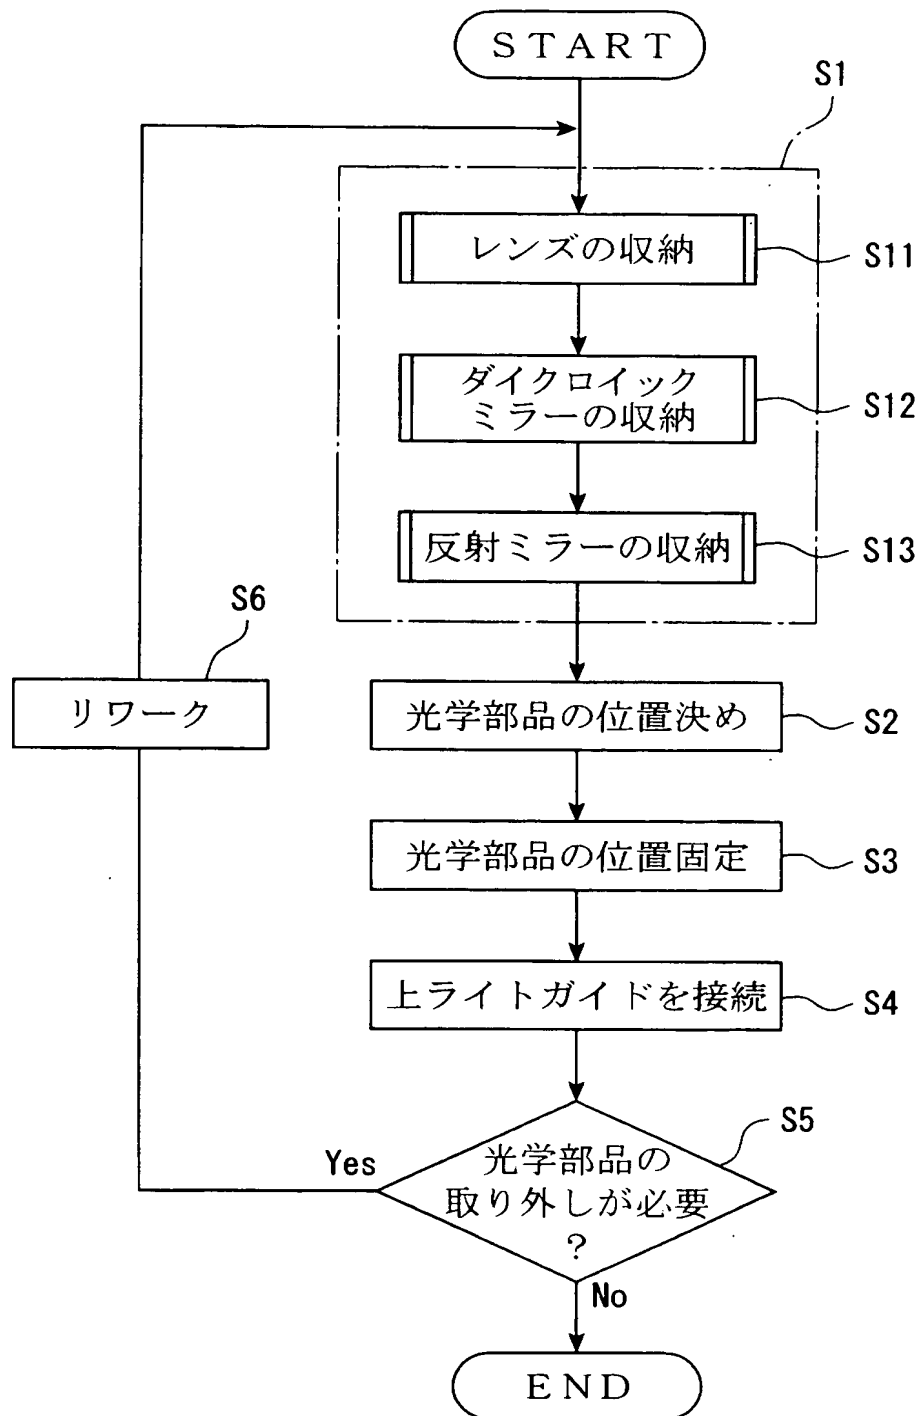 START
S1
レンズの収納
S11
ダイクロイック
ミラーの収納
S12
反射ミラーの収納
S13
S6
リワーク
光学部品の位置決め
S2
光学部品の位置固定
S3
上ライトガイドを接続
S4
S5
Yes
光学部品の
取り外しが必要
?
No
END